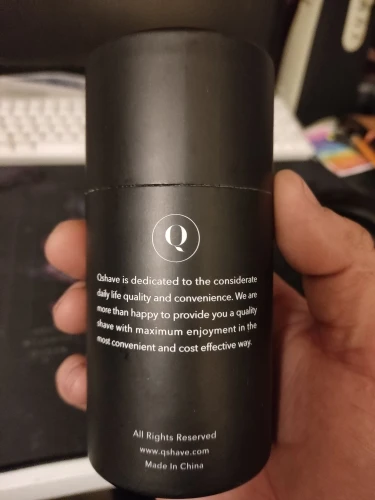 Q
Qshave is dedicated to the considerate
daily life quality and convenience. We are
more than happy to provide you a quality
shave with maximum enjoyment in the
most convenient and cost effective way.
All Rights Reserved
www.qshave.com
Made In China